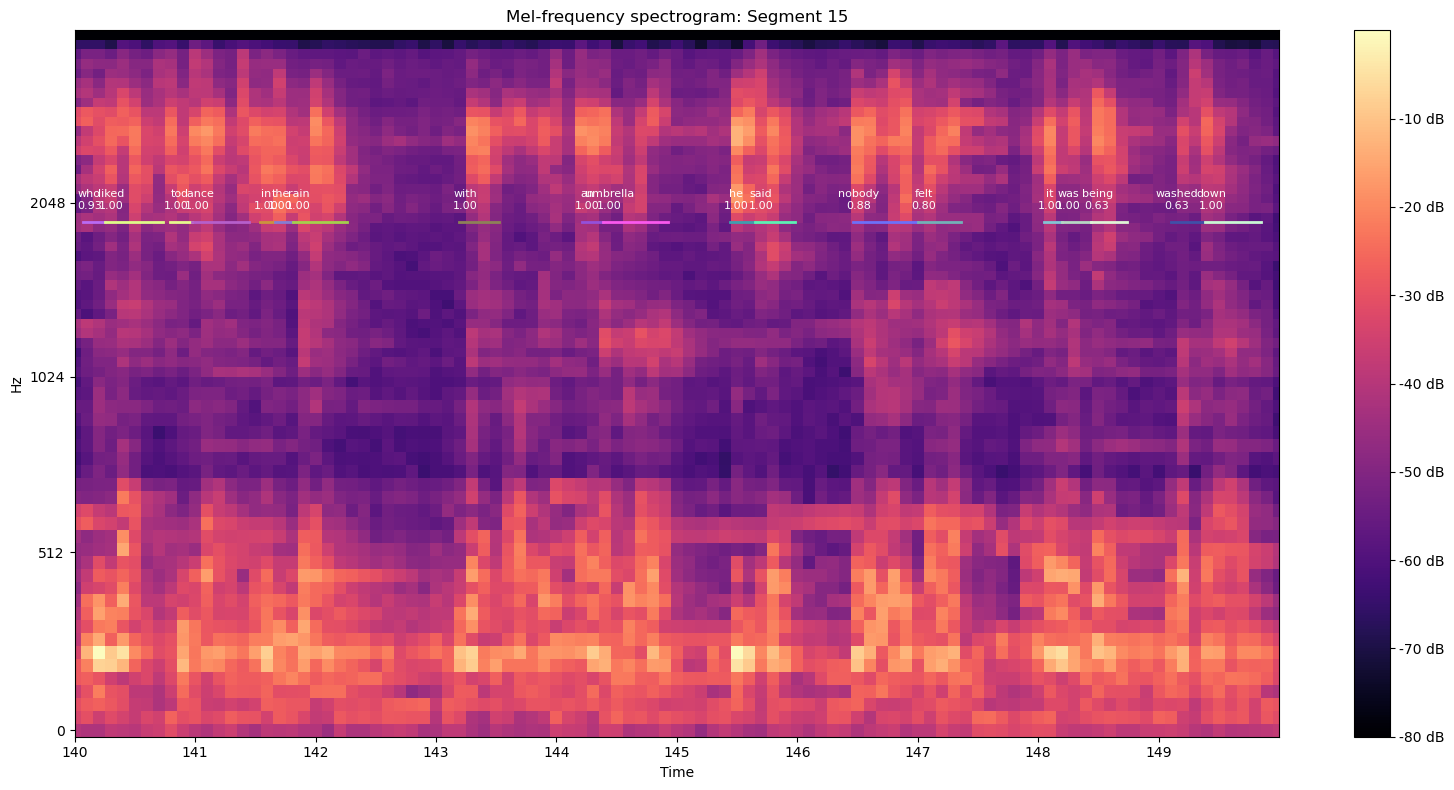 Mel-frequency spectrogram: Segment 15
who liked to dance in the rain with an umbrella he said nobody felt it was being washed down
0.93 1.00 1.00 1.00 1.00 1.00 1.00 1.00 1.00 1.00 1.00 1.00 0.88 0.80 1.00 1.00 0.63 0.63 1.00
Hz
2048
1024
512
0
140 141 142 143 144 145 146 147 148 149
Time
-10 dB
-20 dB
-30 dB
-40 dB
-50 dB
-60 dB
-70 dB
-80 dB